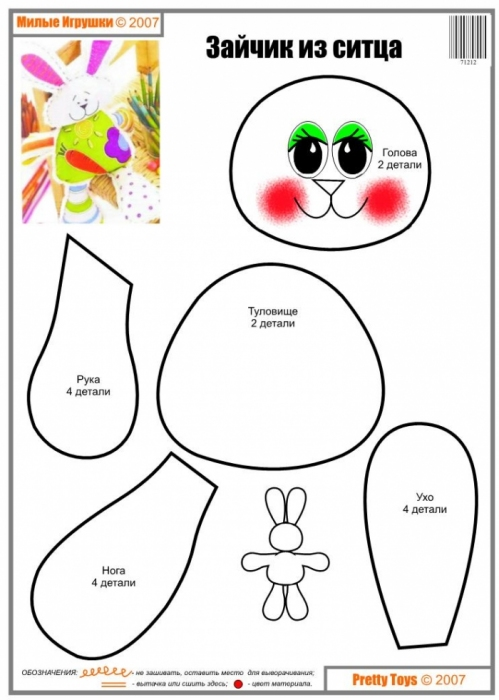 Милые Игрушки © 2007
Зайчик из ситца
71212
Голова
2 детали
Туловище
2 детали
Рука
4 детали
Ухо
4 детали
Нога
4 детали
ОБОЗНАЧЕНИЯ: - не зашивать, оставить место для выворачивания;
- вытачка или сшить здесь; - цвет материала.
Pretty Toys © 2007